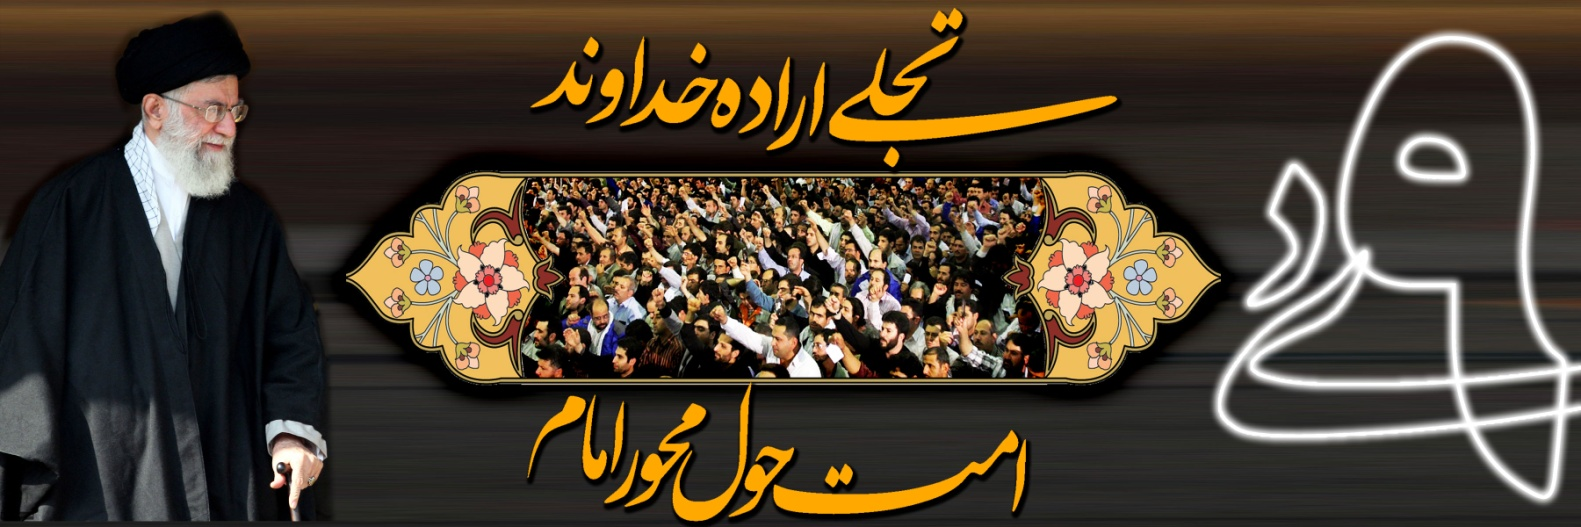 تجلی اراده خداوند
امت حول محور امام